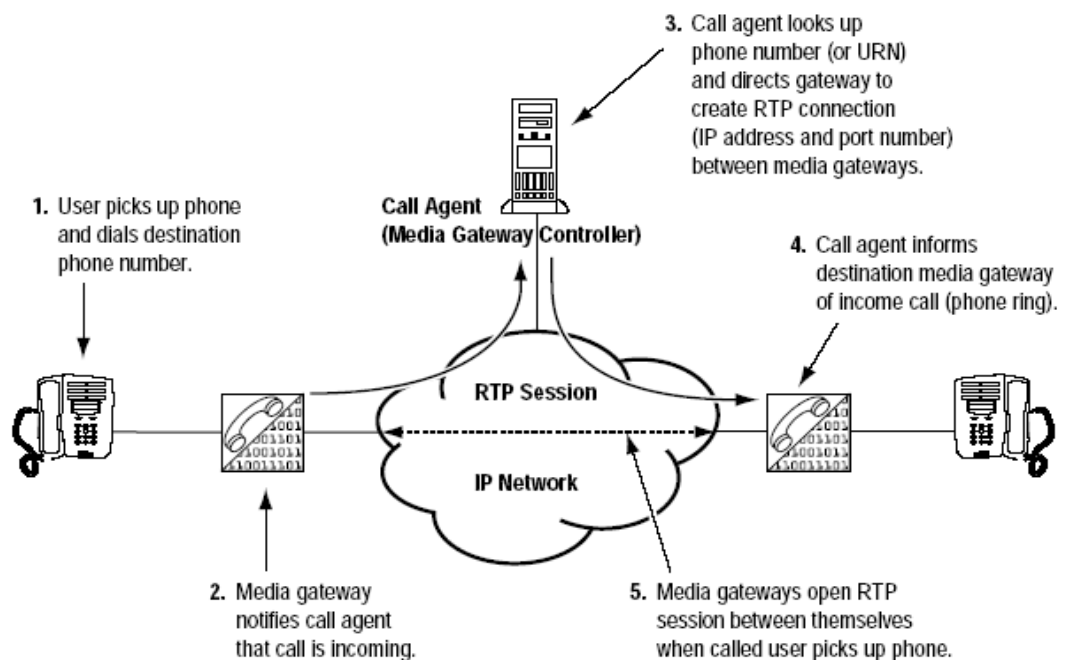 3. Call agent looks up
phone number (or URN)
and directs gateway to
create RTP connection
(IP address and port number)
between media gateways.
1. User picks up phone
and dials destination
phone number.
Call Agent
(Media Gateway Controller)
4. Call agent informs
destination media gateway
of income call (phone ring).
RTP Session
IP Network
2. Media gateway
notifies call agent
that call is incoming.
5. Media gateways open RTP
session between themselves
when called user picks up phone.